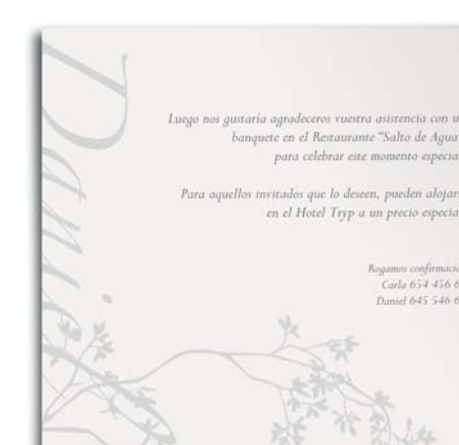 Luego nos gustaría agradeceros vuestra asistencia con u
banquete en el Restaurante "Salto de Agua
para celebrar este momento especia
Para aquellos invitados que lo deseen, pueden alojar
en el Hotel Tryp a un precio especia
Rogamos confirmació
Carla 654 456 6
Daniel 645 546 6
Danie